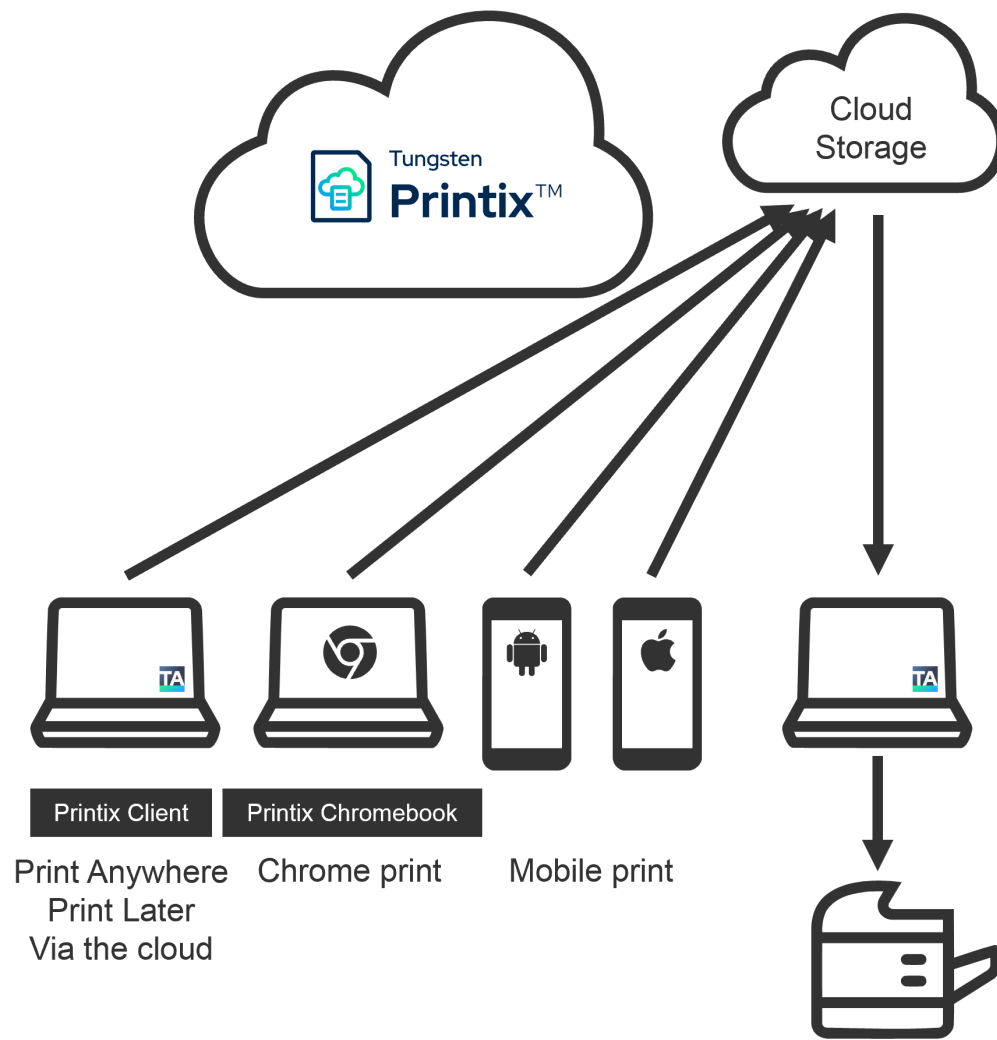 Cloud
Storage
Tungsten
Printix™
TA
TA
Printix Client
Printix Chromebook
Print Anywhere
Print Later
Via the cloud
Chrome print
Mobile print